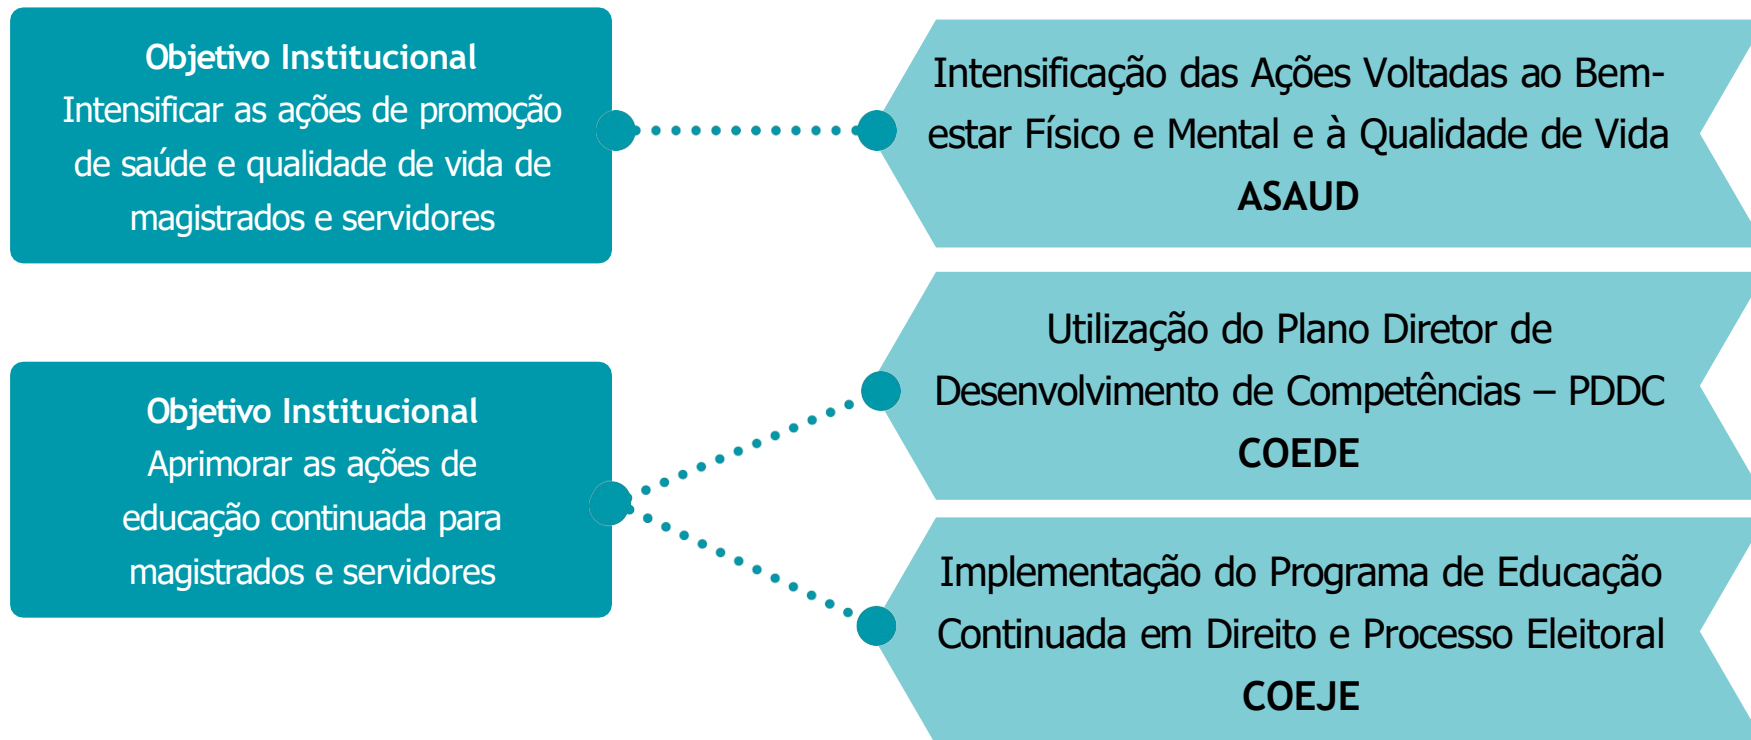 Objetivo Institucional
Intensificar as ações de promoção
de saúde e qualidade de vida de
magistrados e servidores
Intensificação das Ações Voltadas ao Bem-
estar Físico e Mental e à Qualidade de Vida
ASAUD
Objetivo Institucional
Aprimorar as ações de
educação continuada para
magistrados e servidores
Utilização do Plano Diretor de
Desenvolvimento de Competências – PDDC
COEDE
Implementação do Programa de Educação
Continuada em Direito e Processo Eleitoral
COEJE